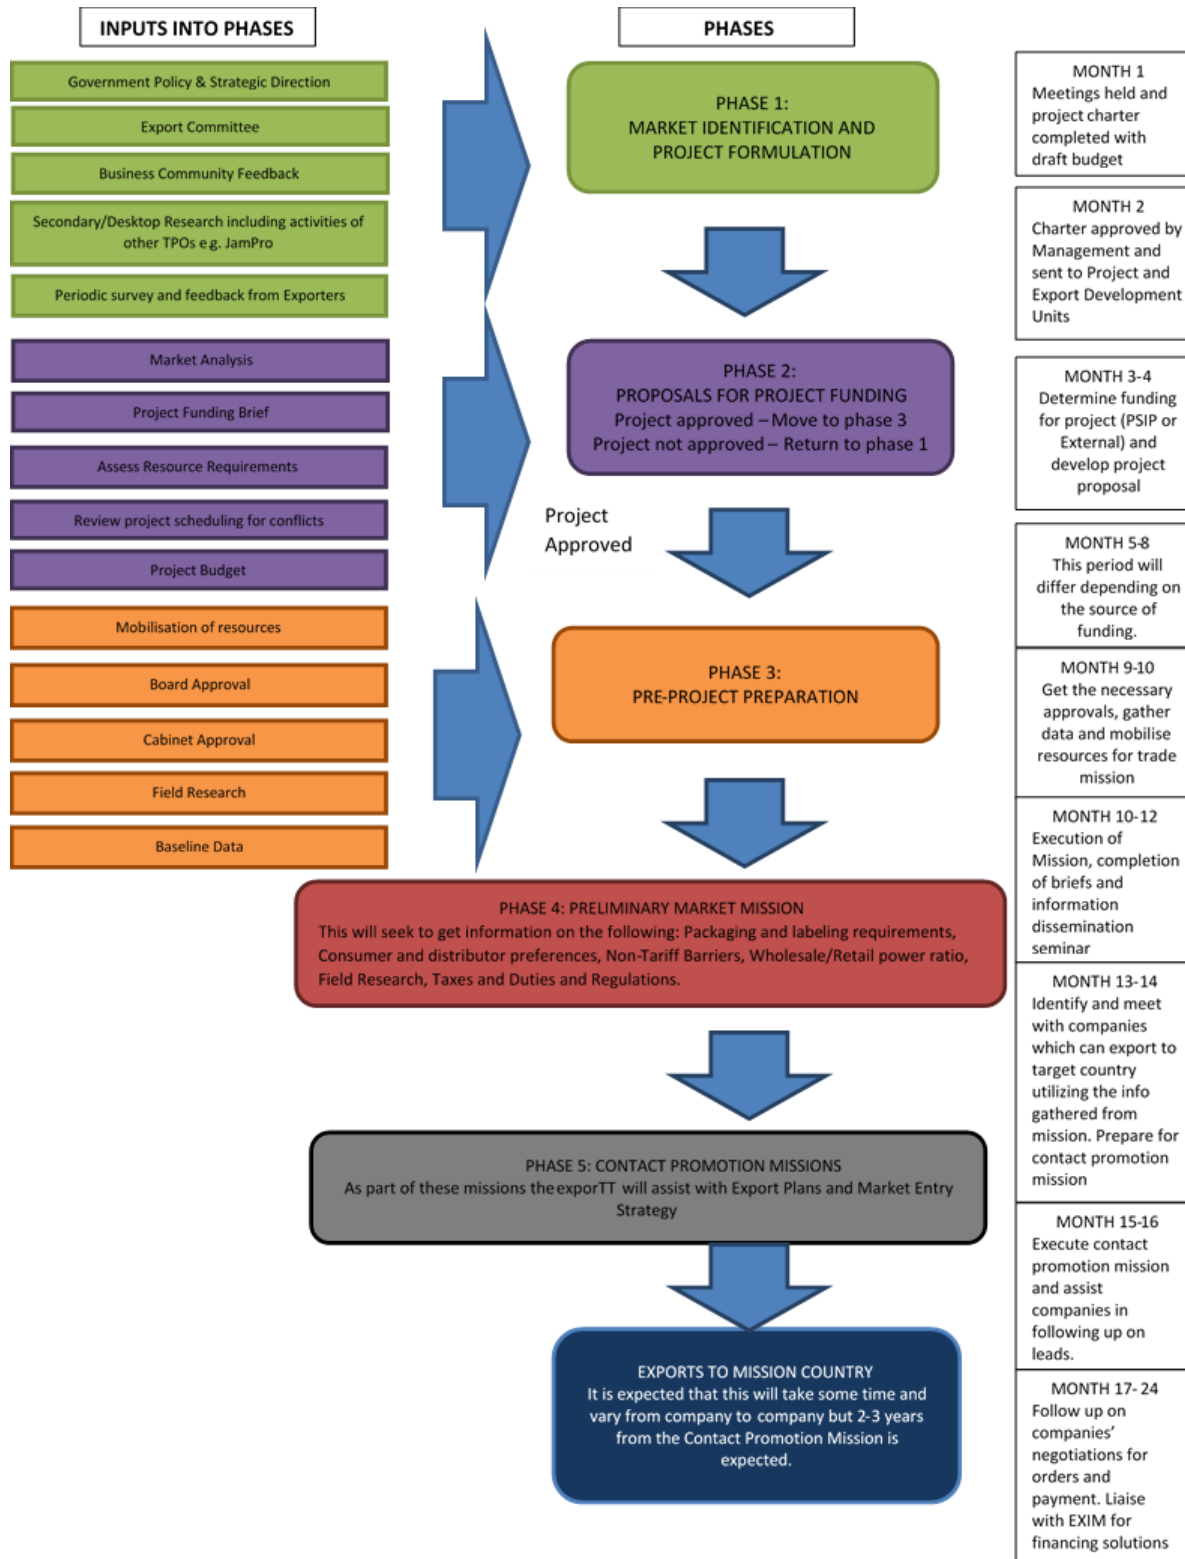 INPUTS INTO PHASES
Government Policy & Strategic Direction
Export Committee
Business Community Feedback
Secondary/Desktop Research including activities of
other TPOs e.g. JamPro
Periodic survey and feedback from Exporters
Market Analysis
Project Funding Brief
Assess Resource Requirements
Review project scheduling for conflicts
Project Budget
Mobilisation of resources
Board Approval
Cabinet Approval
Field Research
Baseline Data
PHASES
PHASE 1:
MARKET IDENTIFICATION AND
PROJECT FORMULATION
PHASE 2:
PROPOSALS FOR PROJECT FUNDING
Project approved – Move to phase 3
Project not approved – Return to phase 1
Project
Approved
PHASE 3:
PRE-PROJECT PREPARATION
PHASE 4: PRELIMINARY MARKET MISSION
This will seek to get information on the following: Packaging and labeling requirements,
Consumer and distributor preferences, Non-Tariff Barriers, Wholesale/Retail power ratio,
Field Research, Taxes and Duties and Regulations.
PHASE 5: CONTACT PROMOTION MISSIONS
As part of these missions the exporTT will assist with Export Plans and Market Entry
Strategy
EXPORTS TO MISSION COUNTRY
It is expected that this will take some time and
vary from company to company but 2-3 years
from the Contact Promotion Mission is
expected.
MONTH 1
Meetings held and
project charter
completed with
draft budget
MONTH 2
Charter approved by
Management and
sent to Project and
Export Development
Units
MONTH 3-4
Determine funding
for project (PSIP or
External) and
develop project
proposal
MONTH 5-8
This period will
differ depending on
the source of
funding.
MONTH 9-10
Get the necessary
approvals, gather
data and mobilise
resources for trade
mission
MONTH 10-12
Execution of
Mission, completion
of briefs and
information
dissemination
seminar
MONTH 13-14
Identify and meet
with companies
which can export to
target country
utilizing the info
gathered from
mission. Prepare for
contact promotion
mission
MONTH 15-16
Execute contact
promotion mission
and assist
companies in
following up on
leads.
MONTH 17- 24
Follow up on
companies'
negotiations for
orders and
payment. Liaise
with EXIM for
financing solutions